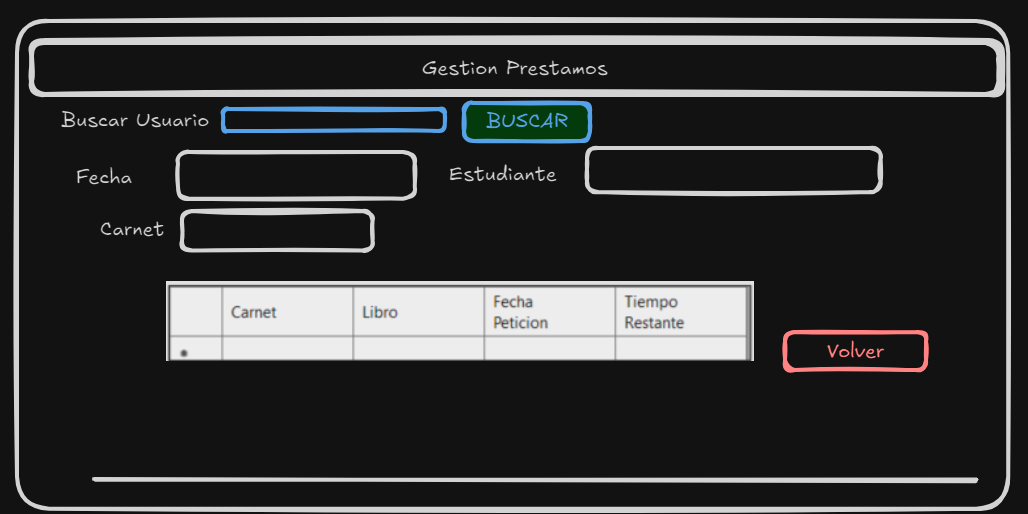 Gestion Prestamos
Buscar Usuario
BUSCAR
Fecha
Estudiante
Carnet
Carnet
Libro
Fecha
Peticion
Tiempo
Restante
Volver